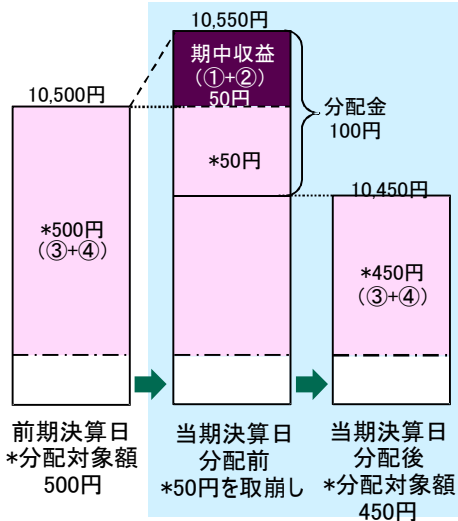 10,550円
期中収益
(①+②)
50円
10,500円
分配金
100円
*50円
10,450円
*500円
(③+④)
*450円
(③+④)
前期決算日
*分配対象額
500円
当期決算日
分配前
*50円を取崩し
当期決算日
分配後
*分配対象額
450円